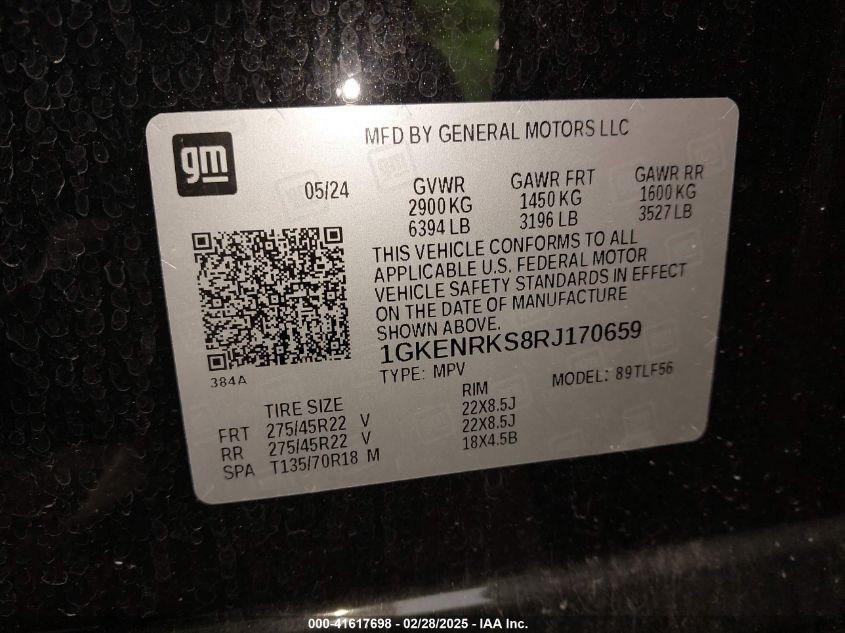 gm
MFD BY GENERAL MOTORS LLC
05/24
GVWR
2900 KG
6394 LB
GAWR FRT
1450 KG
3196 LB
GAWR RR
1600 KG
3527 LB
THIS VEHICLE CONFORMS TO ALL
APPLICABLE U.S. FEDERAL MOTOR
VEHICLE SAFETY STANDARDS IN EFFECT
ON THE DATE OF MANUFACTURE
SHOWN ABOVE.
384A
1GKENRKS8RJ170659
TYPE: MPV MODEL: 89TLF56
TIRE SIZE RIM
FRT 275/45R22 V 22X8.5J
RR 275/45R22 V 22X8.5J
SPA T135/70R18 M 18X4.5B
000-41617698 - 02/28/2025 - IAA Inc.